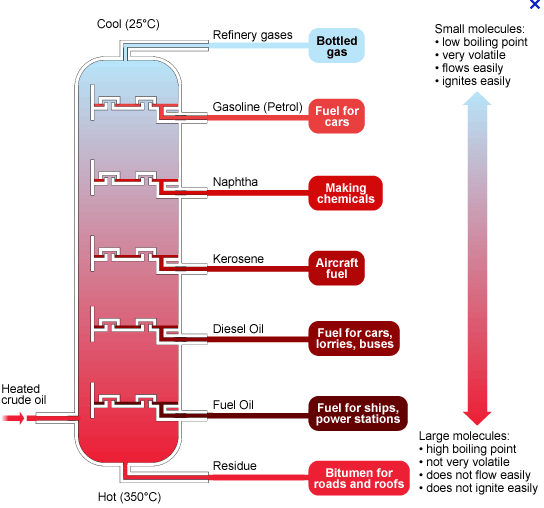 Cool (25°C)
Refinery gases
Bottled
gas
Gasoline (Petrol)
Fuel for
cars
Naphtha
Making
chemicals
Kerosene
Aircraft
fuel
Diesel Oil
Fuel for cars,
lorries, buses
Heated
crude oil
Fuel Oil
Fuel for ships,
power stations
Residue
Bitumen for
roads and roofs
Hot (350°C)
Small molecules:
• low boiling point
• very volatile
• flows easily
• ignites easily
Large molecules:
• high boiling point
• not very volatile
• does not flow easily
• does not ignite easily